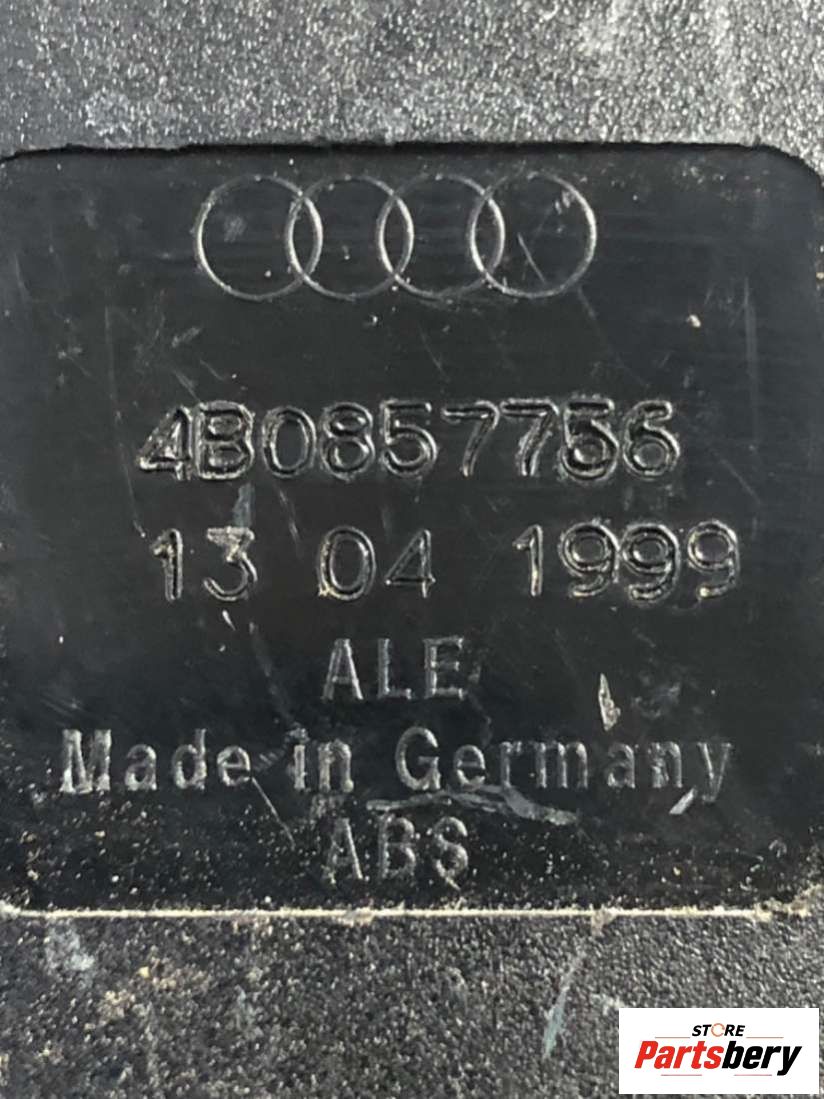 4B0857756
13 04 1999
ALE
Made in Germany
ABS
STORE
Partsbery